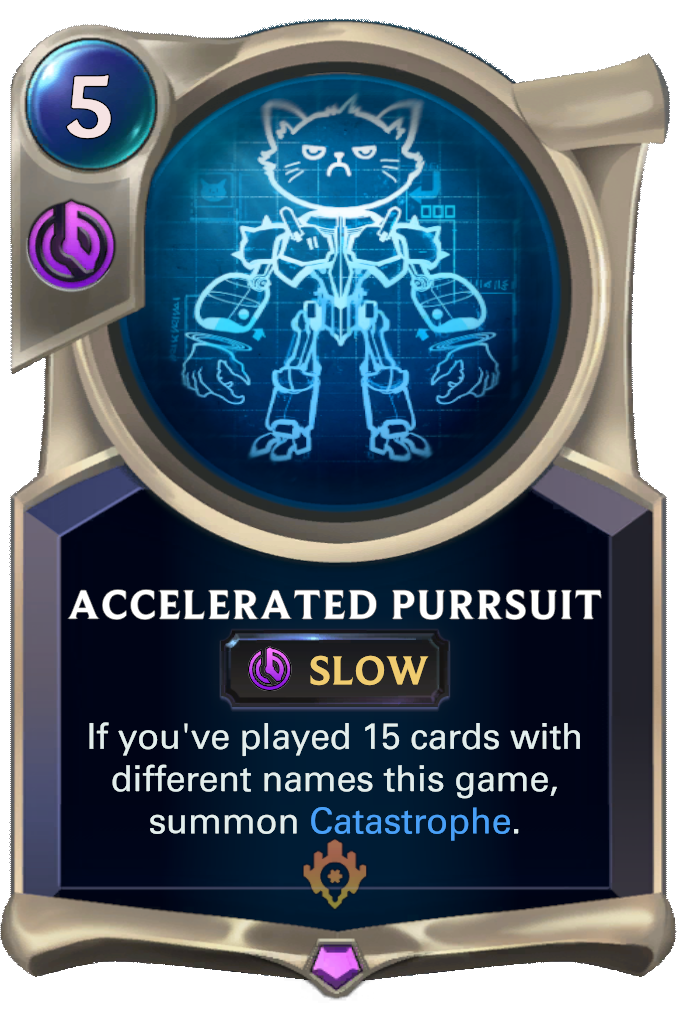 5
ACCELERATED PURRSUIT
SLOW
If you've played 15 cards with
different names this game,
summon Catastrophe.